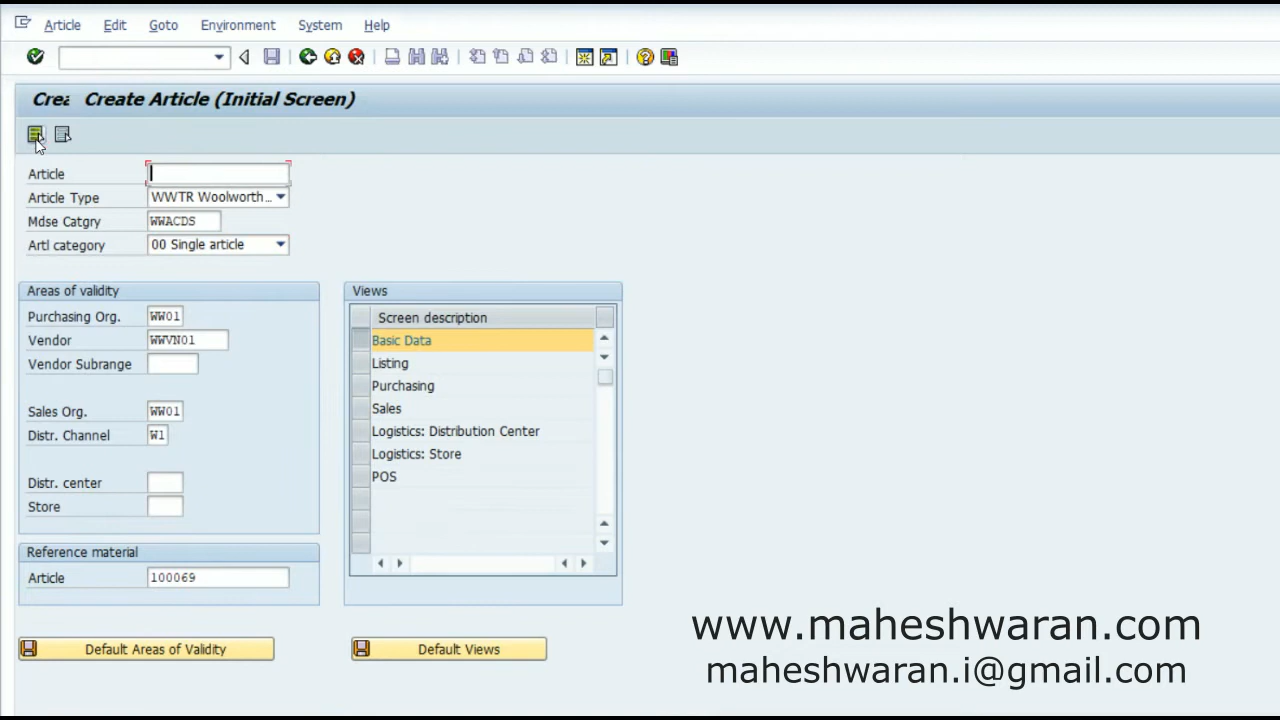 Article Edit Goto Environment System Help
Crea Create Article (Initial Screen)
Article
Article Type WWTR Woolworth...
Mdse Catgry WWACDS
Artl category 00 Single article
Areas of validity
Purchasing Org. WW01
Vendor WWVN01
Vendor Subrange
Sales Org. WW01
Distr. Channel W1
Distr. center
Store
Reference material
Article 100069
Default Areas of Validity
Views
Screen description
Basic Data
Listing
Purchasing
Sales
Logistics: Distribution Center
Logistics: Store
POS
Default Views
www.maheshwaran.com
maheshwaran.i@gmail.com